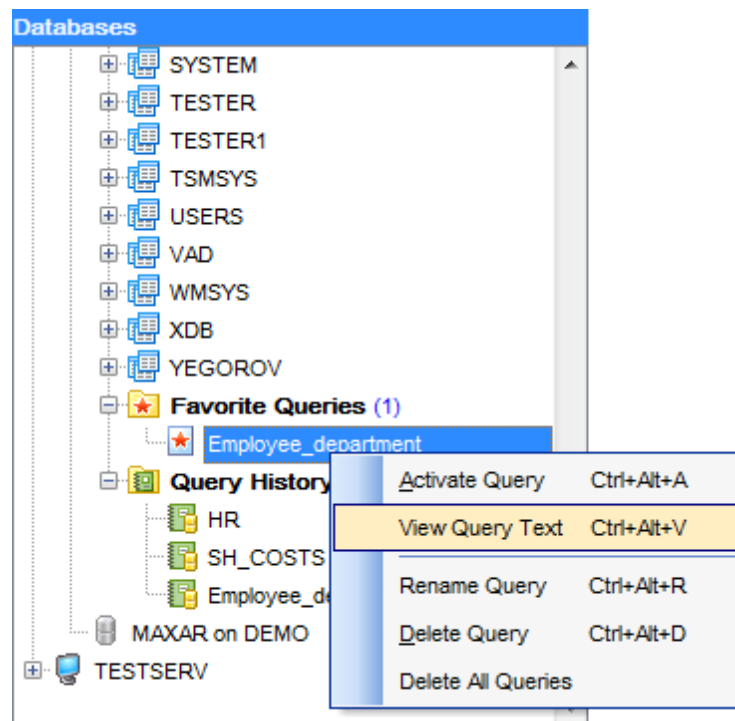 Databases
SYSTEM
TESTER
TESTER1
TSMSYS
USERS
VAD
WMSYS
XDB
YEGOROV
Favorite Queries (1)
Employee_department
Query History
Activate Query Ctrl+Alt+A
HR
View Query Text Ctrl+Alt+V
SH_COSTS
Employee_de
Rename Query Ctrl+Alt+R
MAXAR on DEMO
Delete Query Ctrl+Alt+D
TESTSERV
Delete All Queries